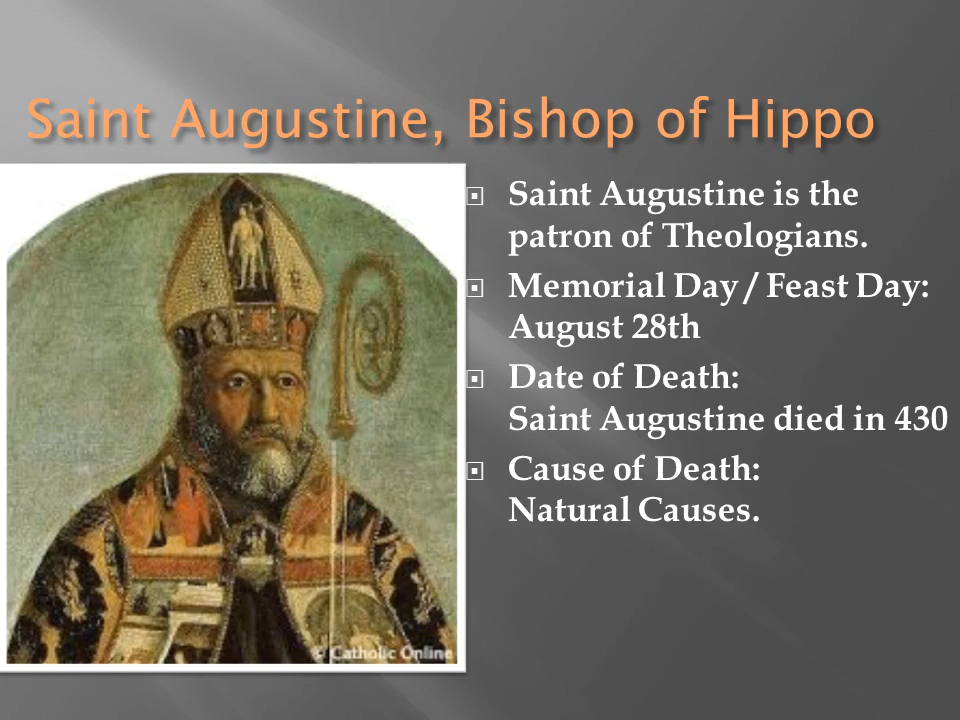 Saint Augustine, Bishop of Hippo
Saint Augustine is the
patron of Theologians.
Memorial Day / Feast Day:
August 28th
Date of Death:
Saint Augustine died in 430
Cause of Death:
Natural Causes.
© Catholic Online